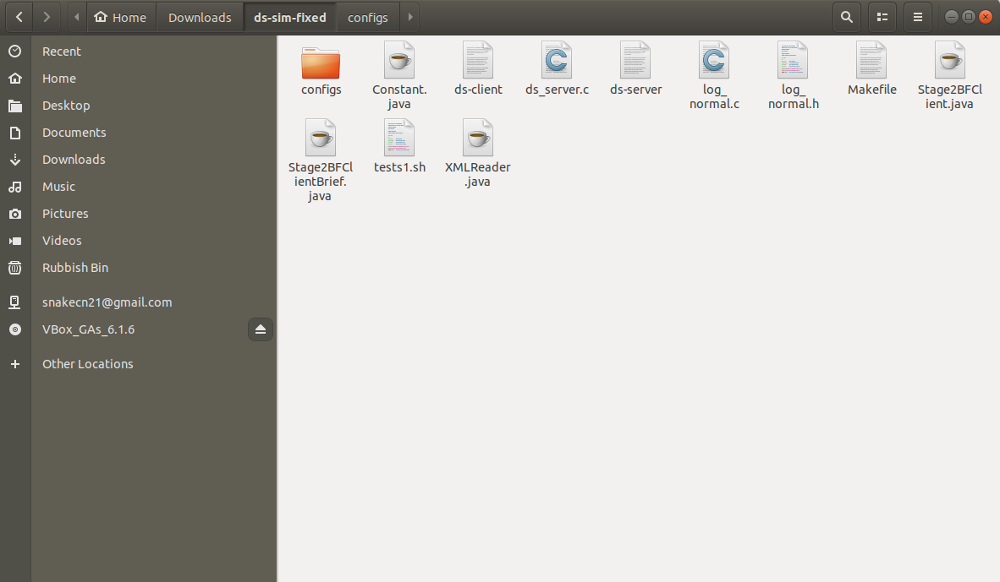 Home
Downloads
ds-sim-fixed
configs
Recent
Home
Desktop
Documents
Downloads
Music
Pictures
Videos
Rubbish Bin
snakecn21@gmail.com
VBox_GAs_6.1.6
Other Locations
configs
Constant.
java
ds-client
ds_server.c
ds-server
log_
normal.c
log_
normal.h
Makefile
Stage2BFCl
ient.java
Stage2BFCl
ientBrief.
java
tests1.sh
XMLReader
.java